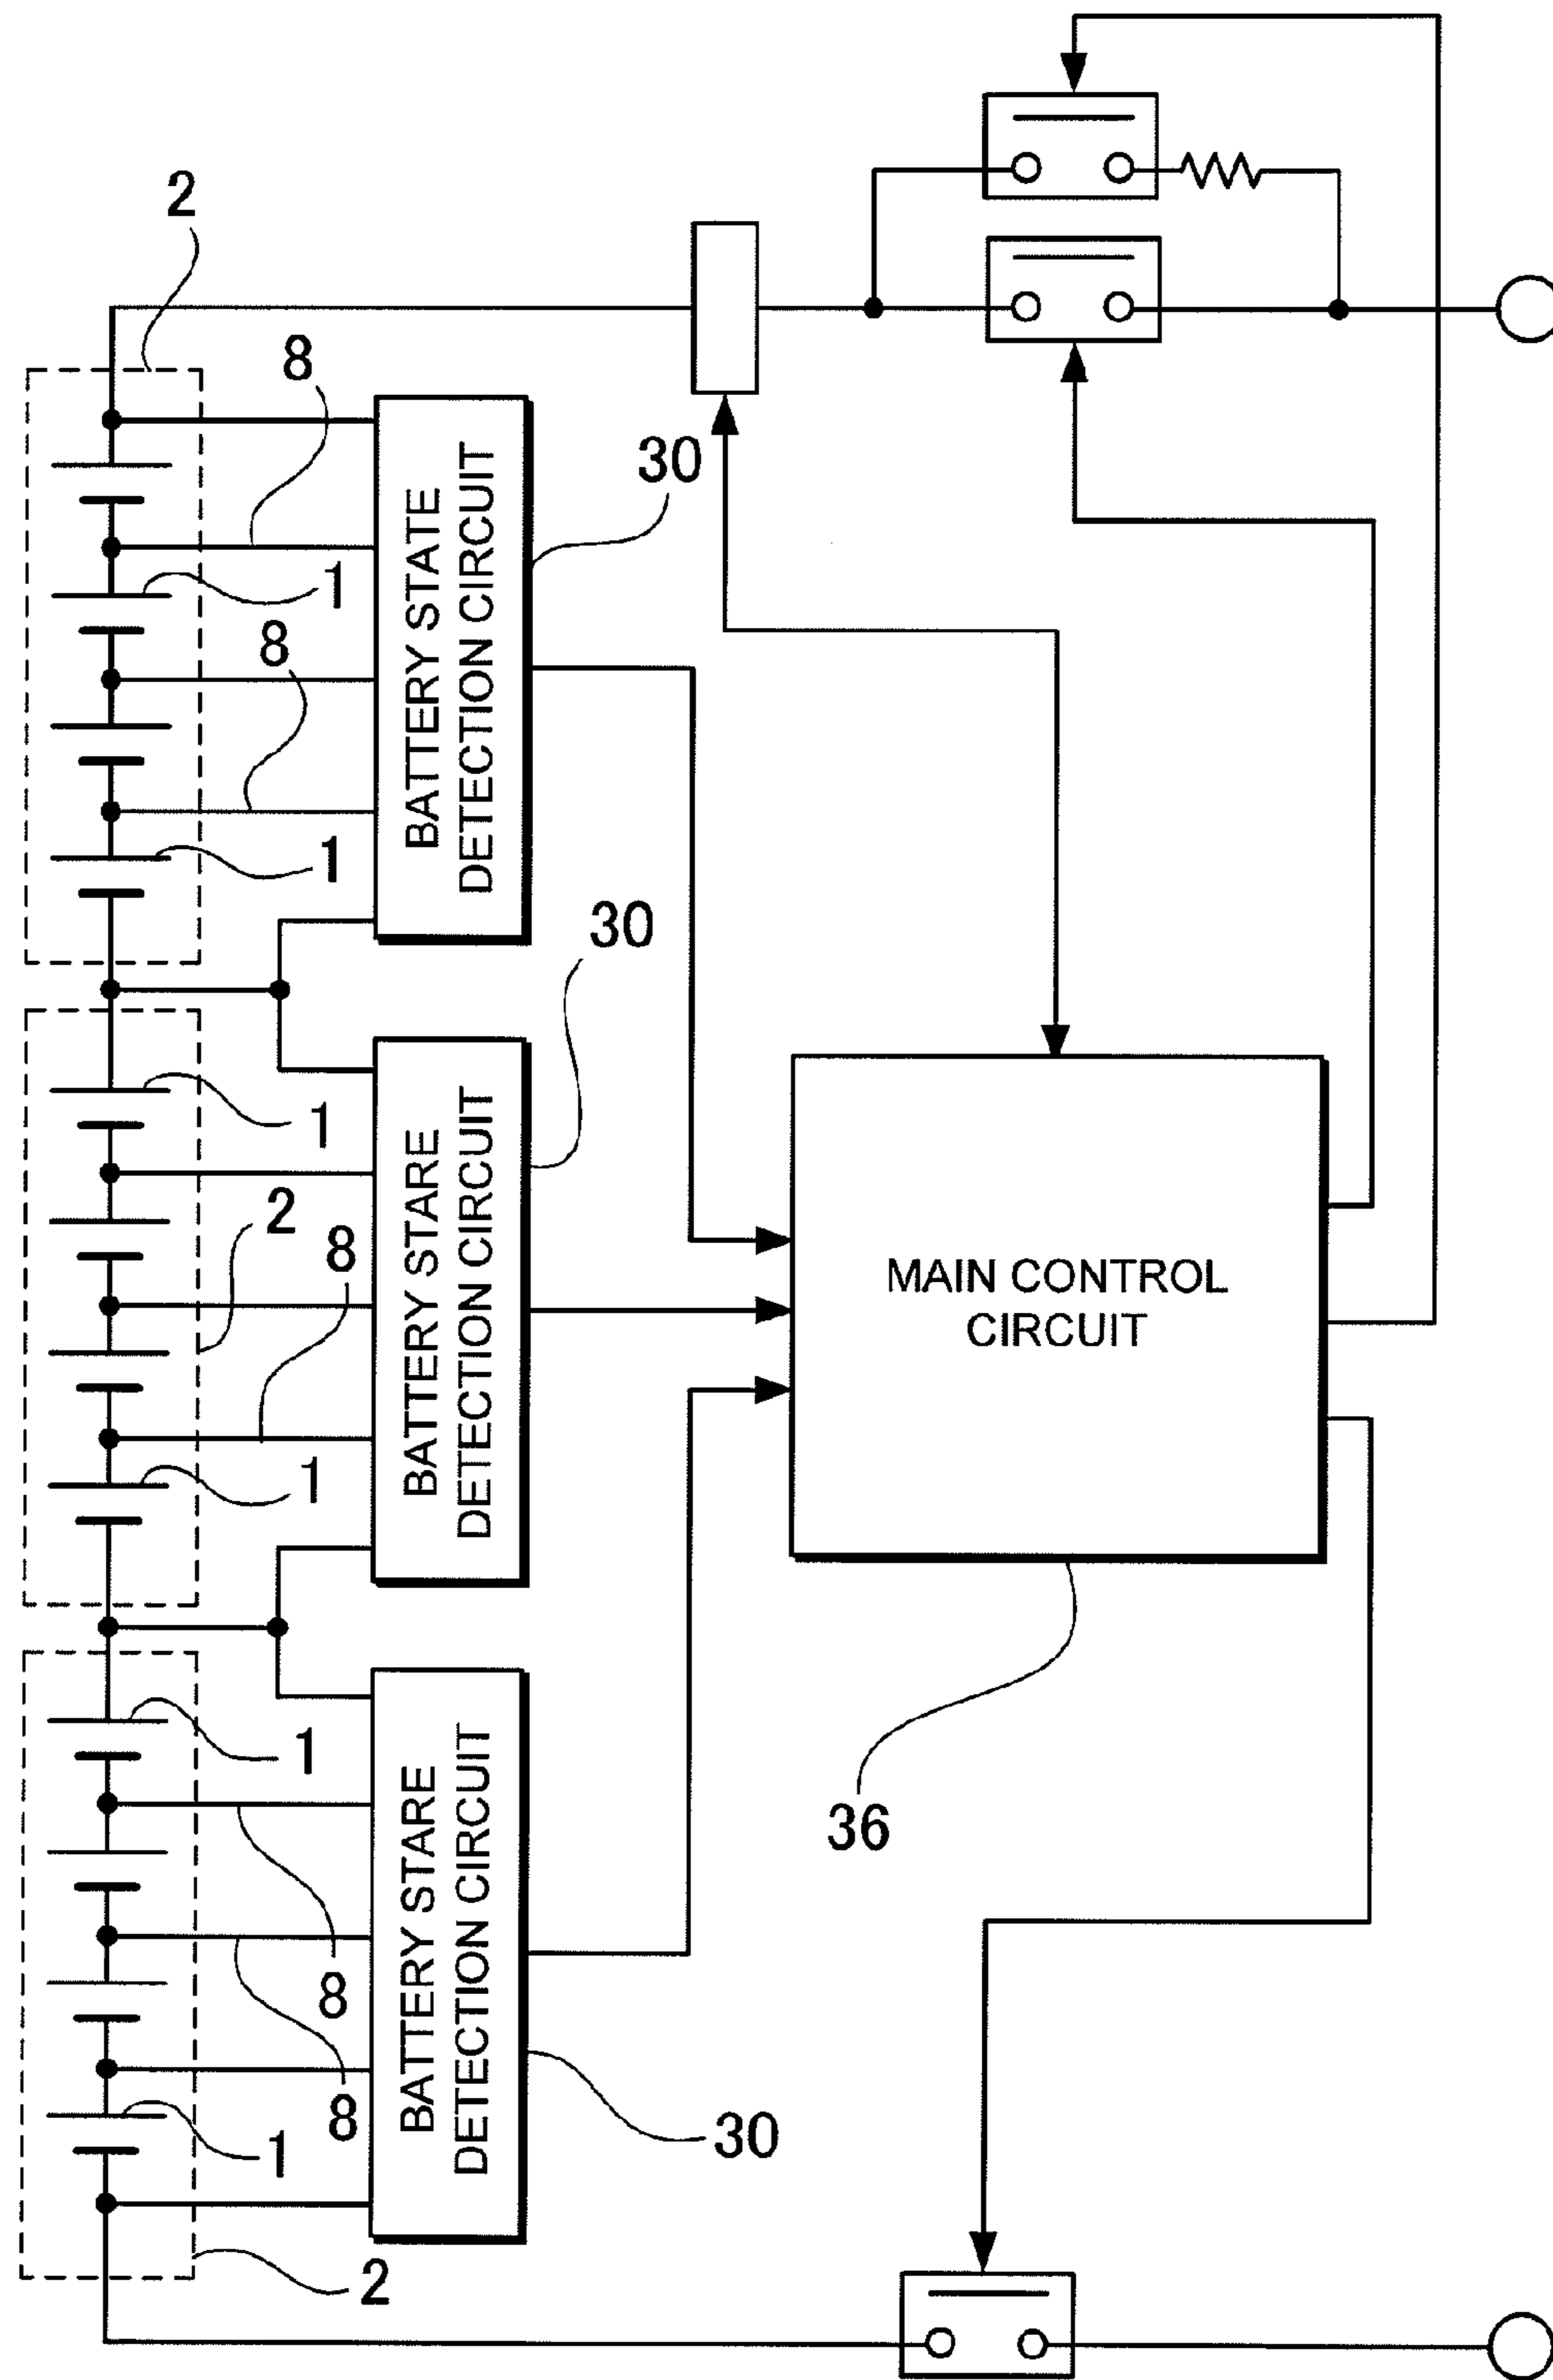 2
8
30
1
8
BATTERY STATE
DETECTION CIRCUIT
1
30
1
2
8
BATTERY STARE
DETECTION CIRCUIT
MAIN CONTROL
CIRCUIT
1
1
36
BATTERY STARE
DETECTION CIRCUIT
8
8
1
30
2